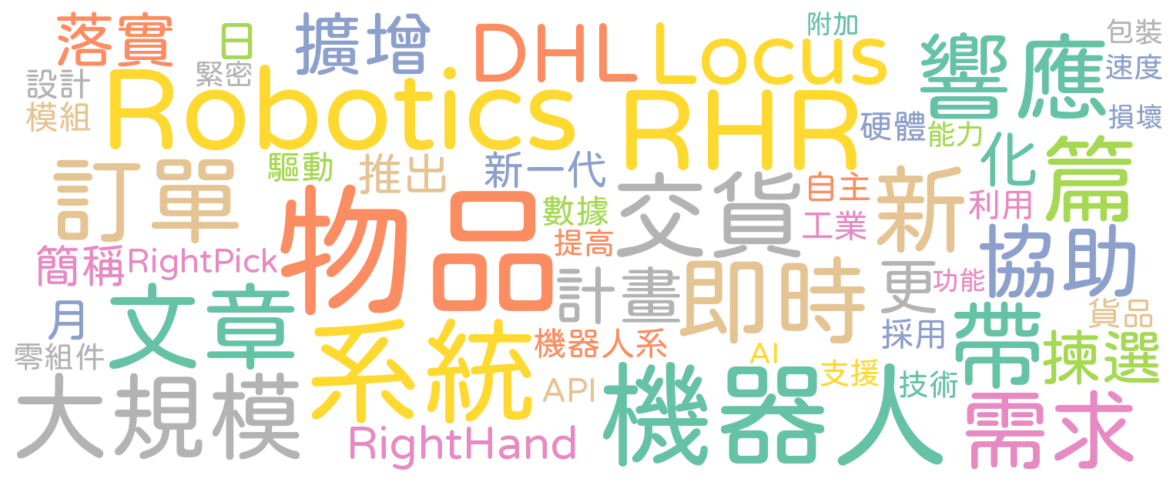 落實
日
擴增
DHL
Locus
附加
響應
包裝
設計
緊密
速度
模組
Robotics
RHR
硬體
能力
損壞
訂單
驅動
推出
新一代
交貨
自主
新
化
篇
物品
數據
提高
工業
利用
協助
簡稱
RightPick
計畫
即時
更
功能
月
文章
系統
機器人系
採用
帶
貨品
零組件
AI
支援
技術
揀選
大規模
API
機器人
需求
RightHand